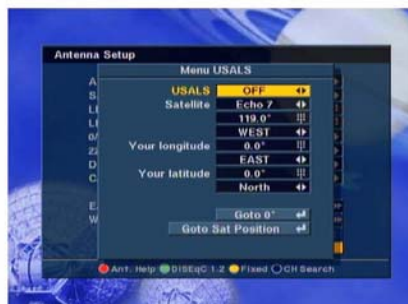 Antenna Setup
Menu USALS
USALS OFF
Satellite Echo 7
119.0°
WEST
Your longitude 0.0°
EAST
Your latitude 0.0°
North
Goto 0°
Goto Sat Position
Ant. Help DISEqC 1.2 Fixed CH Search